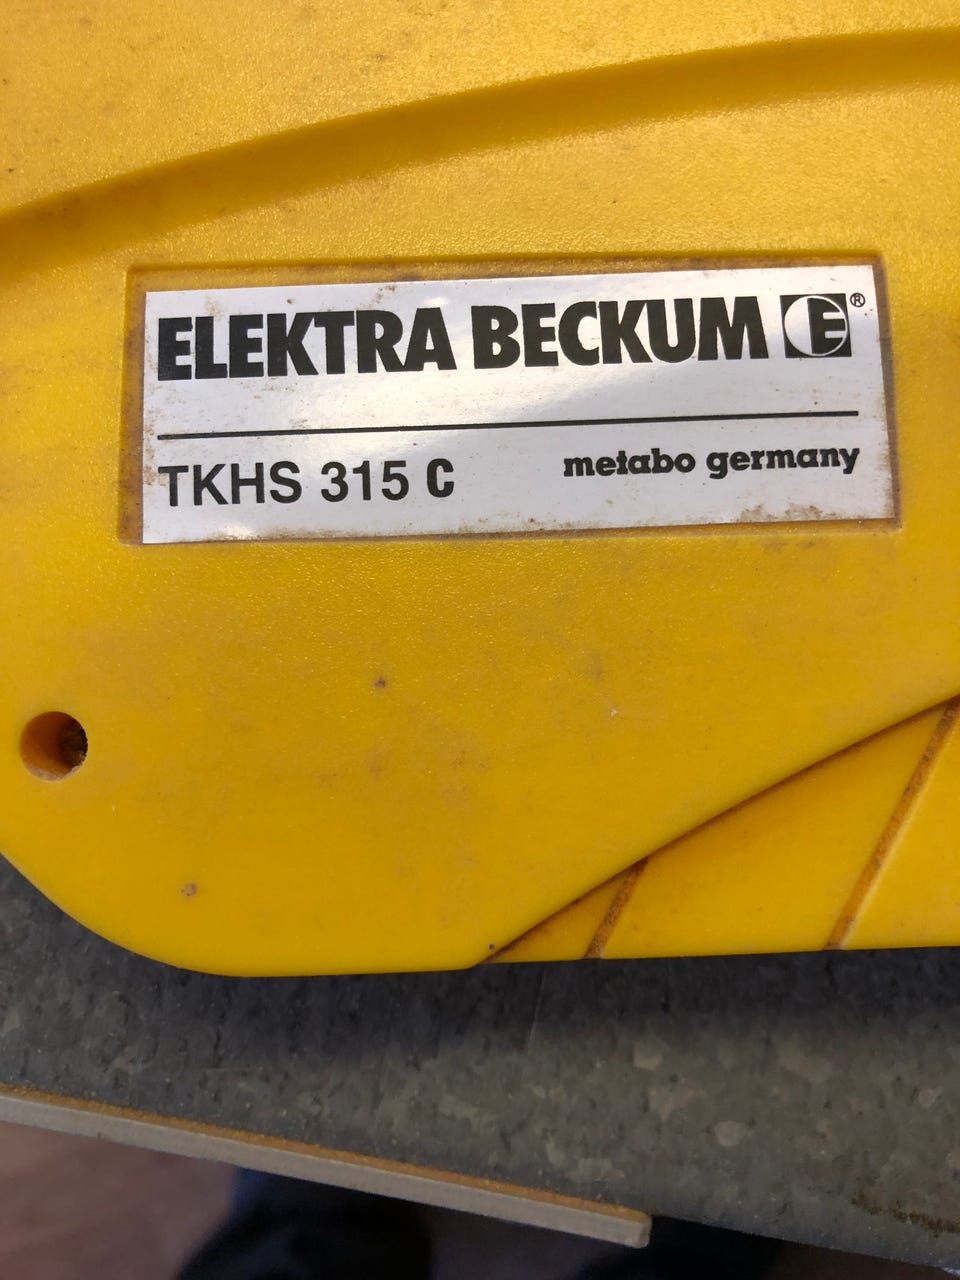 ELEKTRA BECKUM E®
TKHS 315 C metabo germany